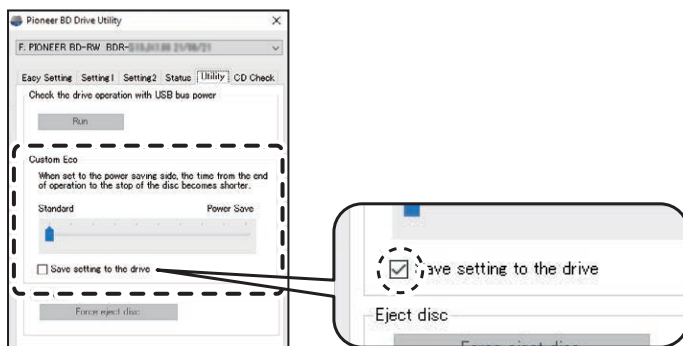 Pioneer BD Drive Utility
F. PIONEER BD-RW BDR-
Easy Setting Setting1 Setting2 Status Utility CD Check
Check the drive operation with USB bus power
Run
Custom Eco
When set to the power saving side, the time from the end
of operation to the stop of the disc becomes shorter.
Standard Power Save
Save setting to the drive
Force eject disc
ave setting to the drive
Eject disc
Force eject disc